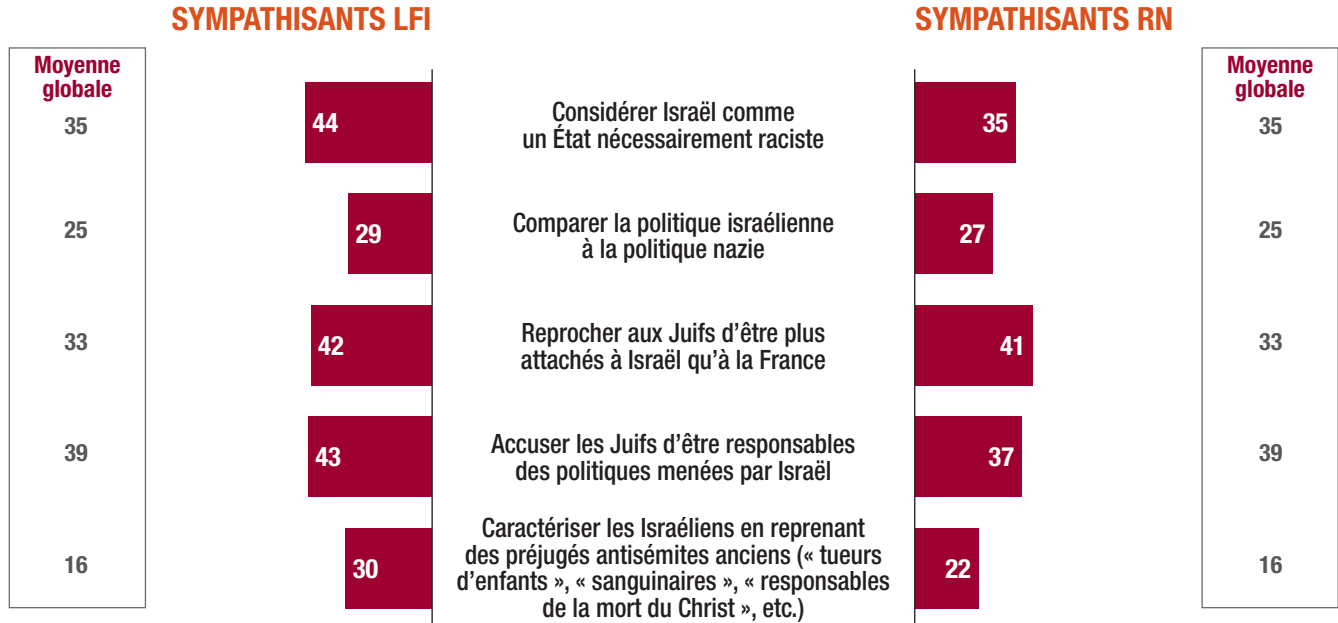 SYMPATHISANTS LFI
SYMPATHISANTS RN
Moyenne
globale
35
44
Considérer Israël comme
un État nécessairement raciste
35
Moyenne
globale
35
25
29
Comparer la politique israélienne
à la politique nazie
27
25
33
42
Reprocher aux Juifs d’être plus
attachés à Israël qu’à la France
41
33
39
43
Accuser les Juifs d’être responsables
des politiques menées par Israël
37
39
16
30
Caractériser les Israéliens en reprenant
des préjugés antisémites anciens (« tueurs
d’enfants », « sanguinaires », « responsables
de la mort du Christ », etc.)
22
16